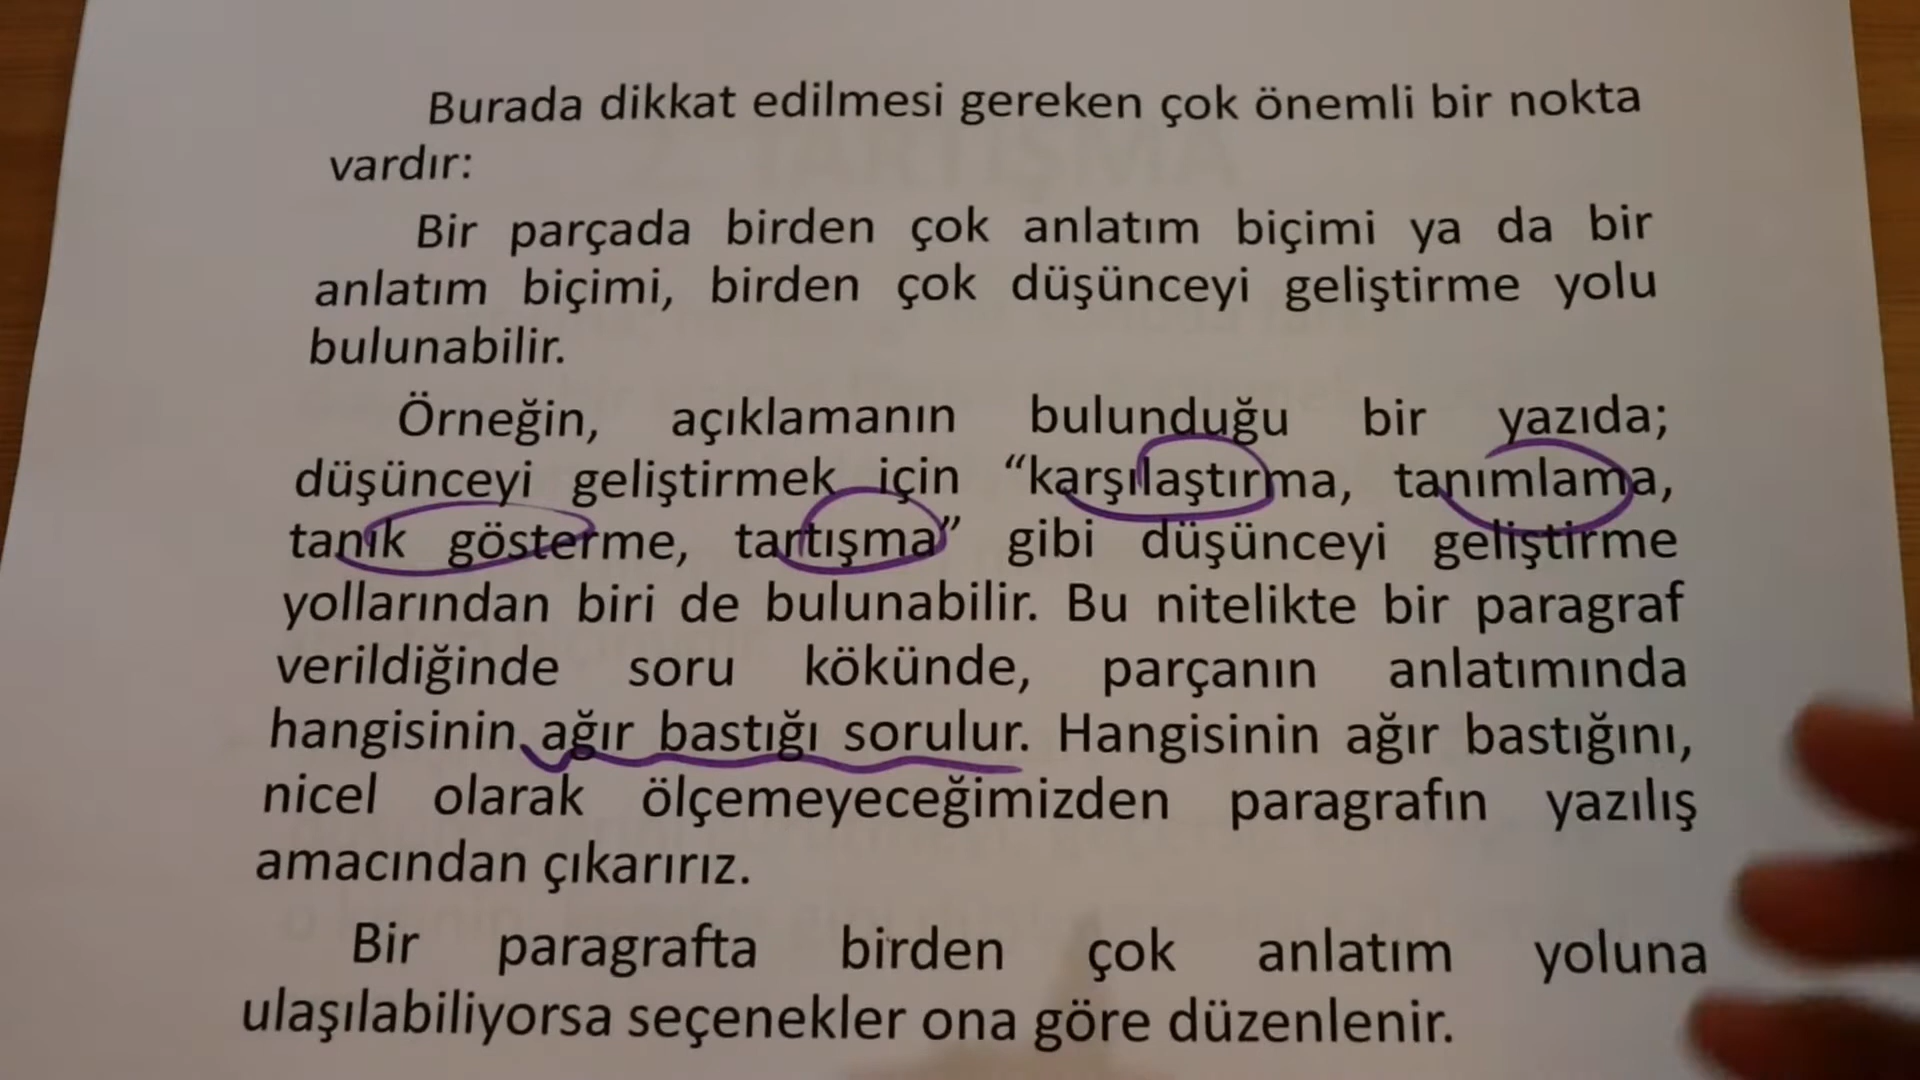 Burada dikkat edilmesi gereken çok önemli bir nokta
vardır:
Bir parçada birden çok anlatım biçimi ya da bir
anlatım biçimi, birden çok düşünceyi geliştirme yolu
bulunabilir.
Örneğin, açıklamanın bulunduğu bir yazıda;
düşünceyi geliştirmek için “karşılaştırma, tanımlama,
tanık gösterme, tartışma” gibi düşünceyi geliştirme
yollarından biri de bulunabilir. Bu nitelikte bir paragraf
verildiğinde soru kökünde, parçanın anlatımında
hangisinin ağır bastığı sorulur. Hangisinin ağır bastığını,
nicel olarak ölçemeyeceğimizden paragrafın yazılış
amacından çıkarırız.
Bir paragrafta birden çok anlatım yoluna
ulaşılabiliyorsa seçenekler ona göre düzenlenir.